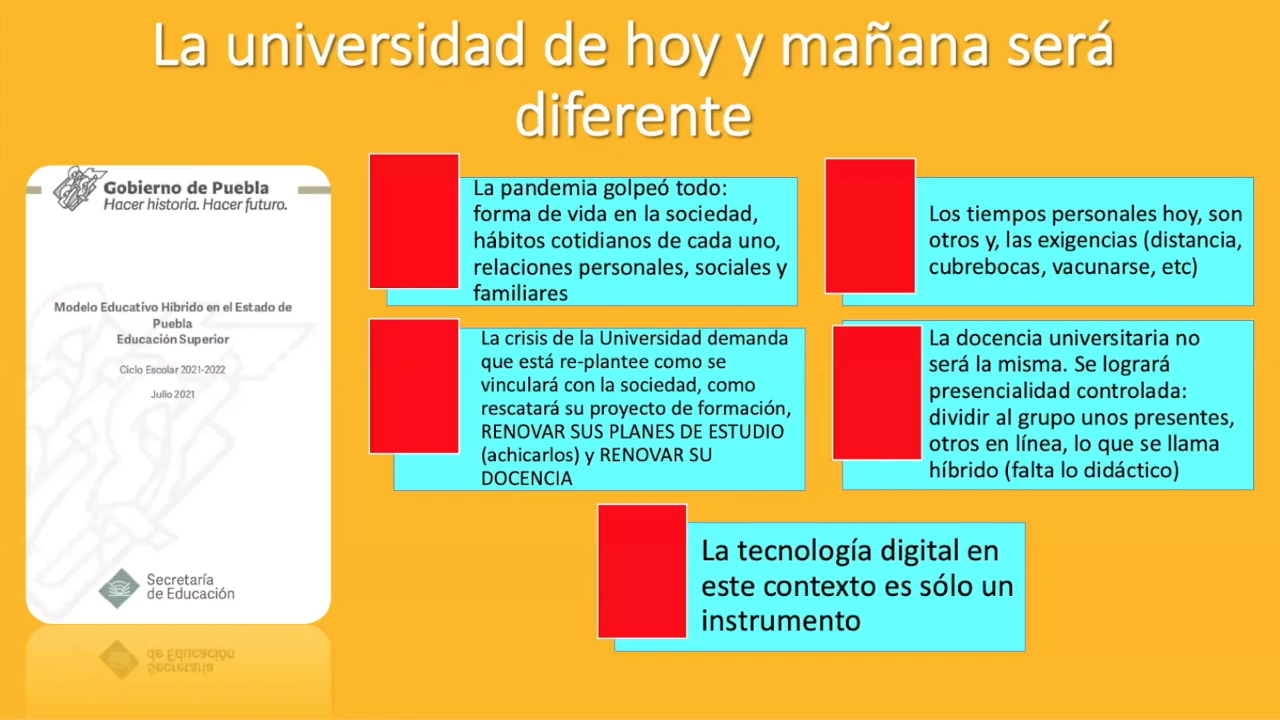 La universidad de hoy y mañana será
diferente
Gobierno de Puebla
Hacer historia. Hacer futuro.
Modelo Educativo Híbrido en el Estado de
Puebla
Educación Superior
Ciclo Escolar 2021-2022
Julio 2021
Secretaría
de Educación
La pandemia golpeó todo:
forma de vida en la sociedad,
hábitos cotidianos de cada uno,
relaciones personales, sociales y
familiares
Los tiempos personales hoy, son
otros y, las exigencias (distancia,
cubrebocas, vacunarse, etc)
La crisis de la Universidad demanda
que está re-plantee como se
vinculará con la sociedad, como
rescatará su proyecto de formación,
RENOVAR SUS PLANES DE ESTUDIO
(achicarlos) y RENOVAR SU
DOCENCIA
La docencia universitaria no
será la misma. Se logrará
presencialidad controlada:
dividir al grupo unos presentes,
otros en línea, lo que se llama
híbrido (falta lo didáctico)
La tecnología digital en
este contexto es sólo un
instrumento